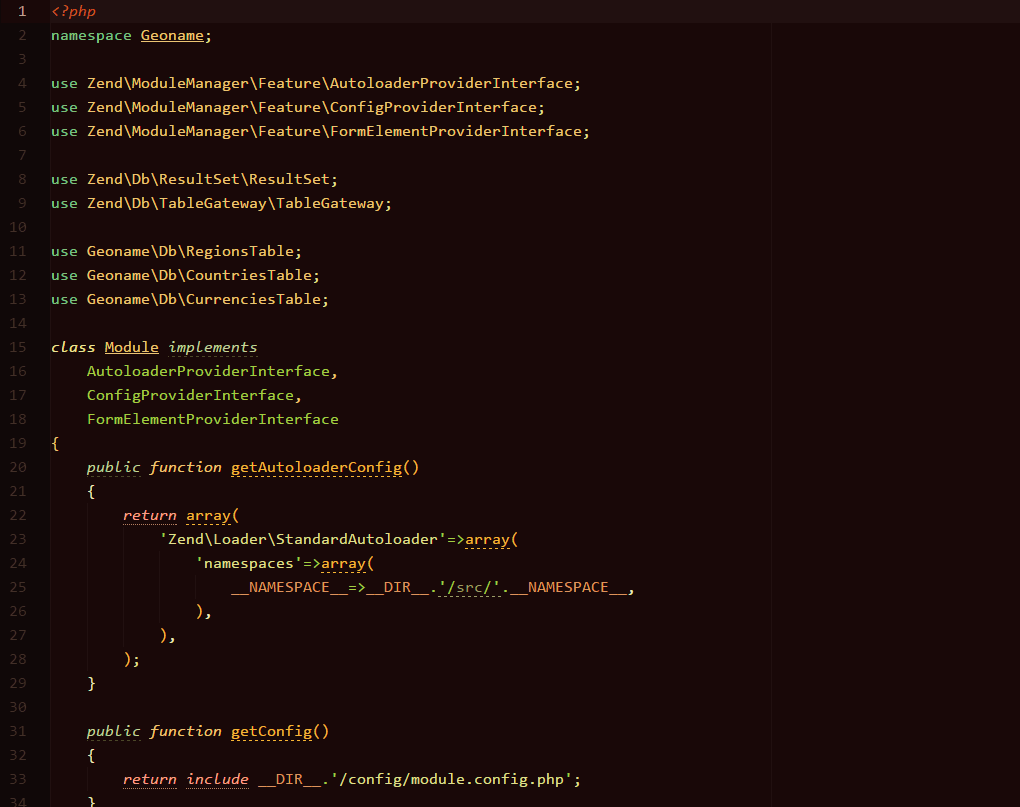 1 <?php
2 namespace Geoname;
3
4 use Zend\ModuleManager\Feature\AutoloaderProviderInterface;
5 use Zend\ModuleManager\Feature\ConfigProviderInterface;
6 use Zend\ModuleManager\Feature\FormElementProviderInterface;
7
8 use Zend\Db\ResultSet\ResultSet;
9 use Zend\Db\TableGateway\TableGateway;
10
11 use Geoname\Db\RegionsTable;
12 use Geoname\Db\CountriesTable;
13 use Geoname\Db\CurrenciesTable;
14
15 class Module implements
16     AutoloaderProviderInterface,
17     ConfigProviderInterface,
18     FormElementProviderInterface
19 {
20     public function getAutoloaderConfig()
21     {
22         return array(
23             'Zend\Loader\StandardAutoloader'=>array(
24                 'namespaces'=>array(
25                     __NAMESPACE__=>__DIR__.'/src/'.__NAMESPACE__,
26                 ),
27             ),
28         );
29     }
30
31     public function getConfig()
32     {
33         return include __DIR__.'/config/module.config.php';
34     }